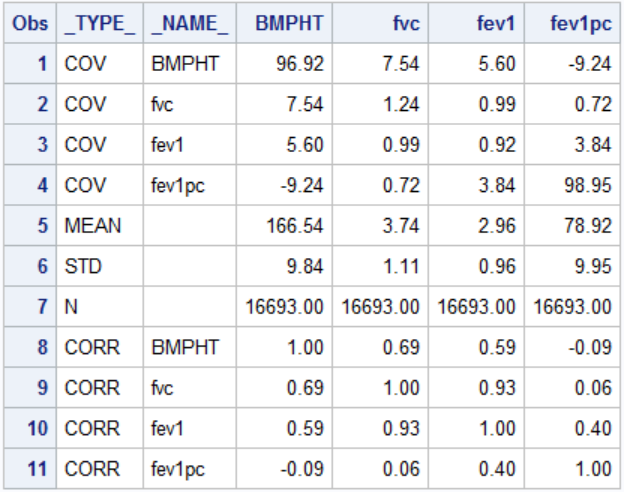 Obs _TYPE_ _NAME_ BMPHT fvc fev1 fev1pc
1 COV BMPHT 96.92 7.54 5.60 -9.24
2 COV fvc 7.54 1.24 0.99 0.72
3 COV fev1 5.60 0.99 0.92 3.84
4 COV fev1pc -9.24 0.72 3.84 98.95
5 MEAN 166.54 3.74 2.96 78.92
6 STD 9.84 1.11 0.96 9.95
7 N 16693.00 16693.00 16693.00 16693.00
8 CORR BMPHT 1.00 0.69 0.59 -0.09
9 CORR fvc 0.69 1.00 0.93 0.06
10 CORR fev1 0.59 0.93 1.00 0.40
11 CORR fev1pc -0.09 0.06 0.40 1.00